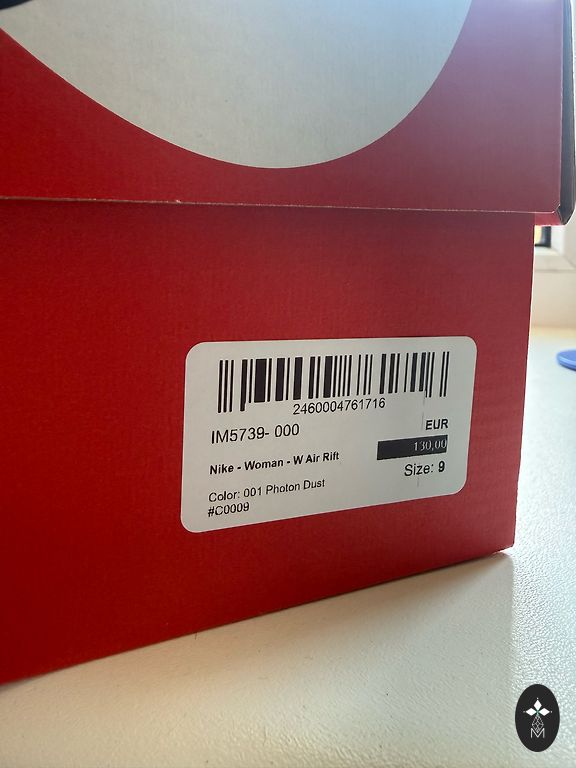 2460004761716
IM5739- 000
EUR
130,00
Nike - Woman - W Air Rift
Size: 9
Color: 001 Photon Dust
#C0009
M